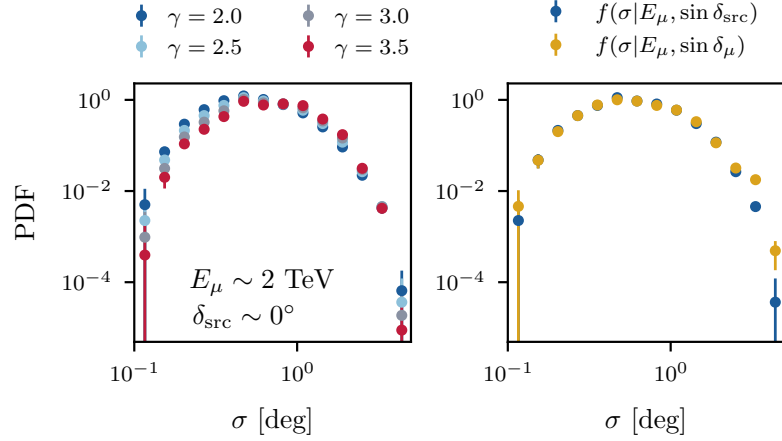 γ = 2.0
γ = 2.5
γ = 3.0
γ = 3.5
f(σ|E_μ, sin δ_src)
f(σ|E_μ, sin δ_μ)
PDF
10^0
10^−2
10^−4
E_μ ∼ 2 TeV
δ_src ∼ 0°
10^−1
10^0
σ [deg]
10^0
10^−2
10^−4
10^−1
10^0
σ [deg]